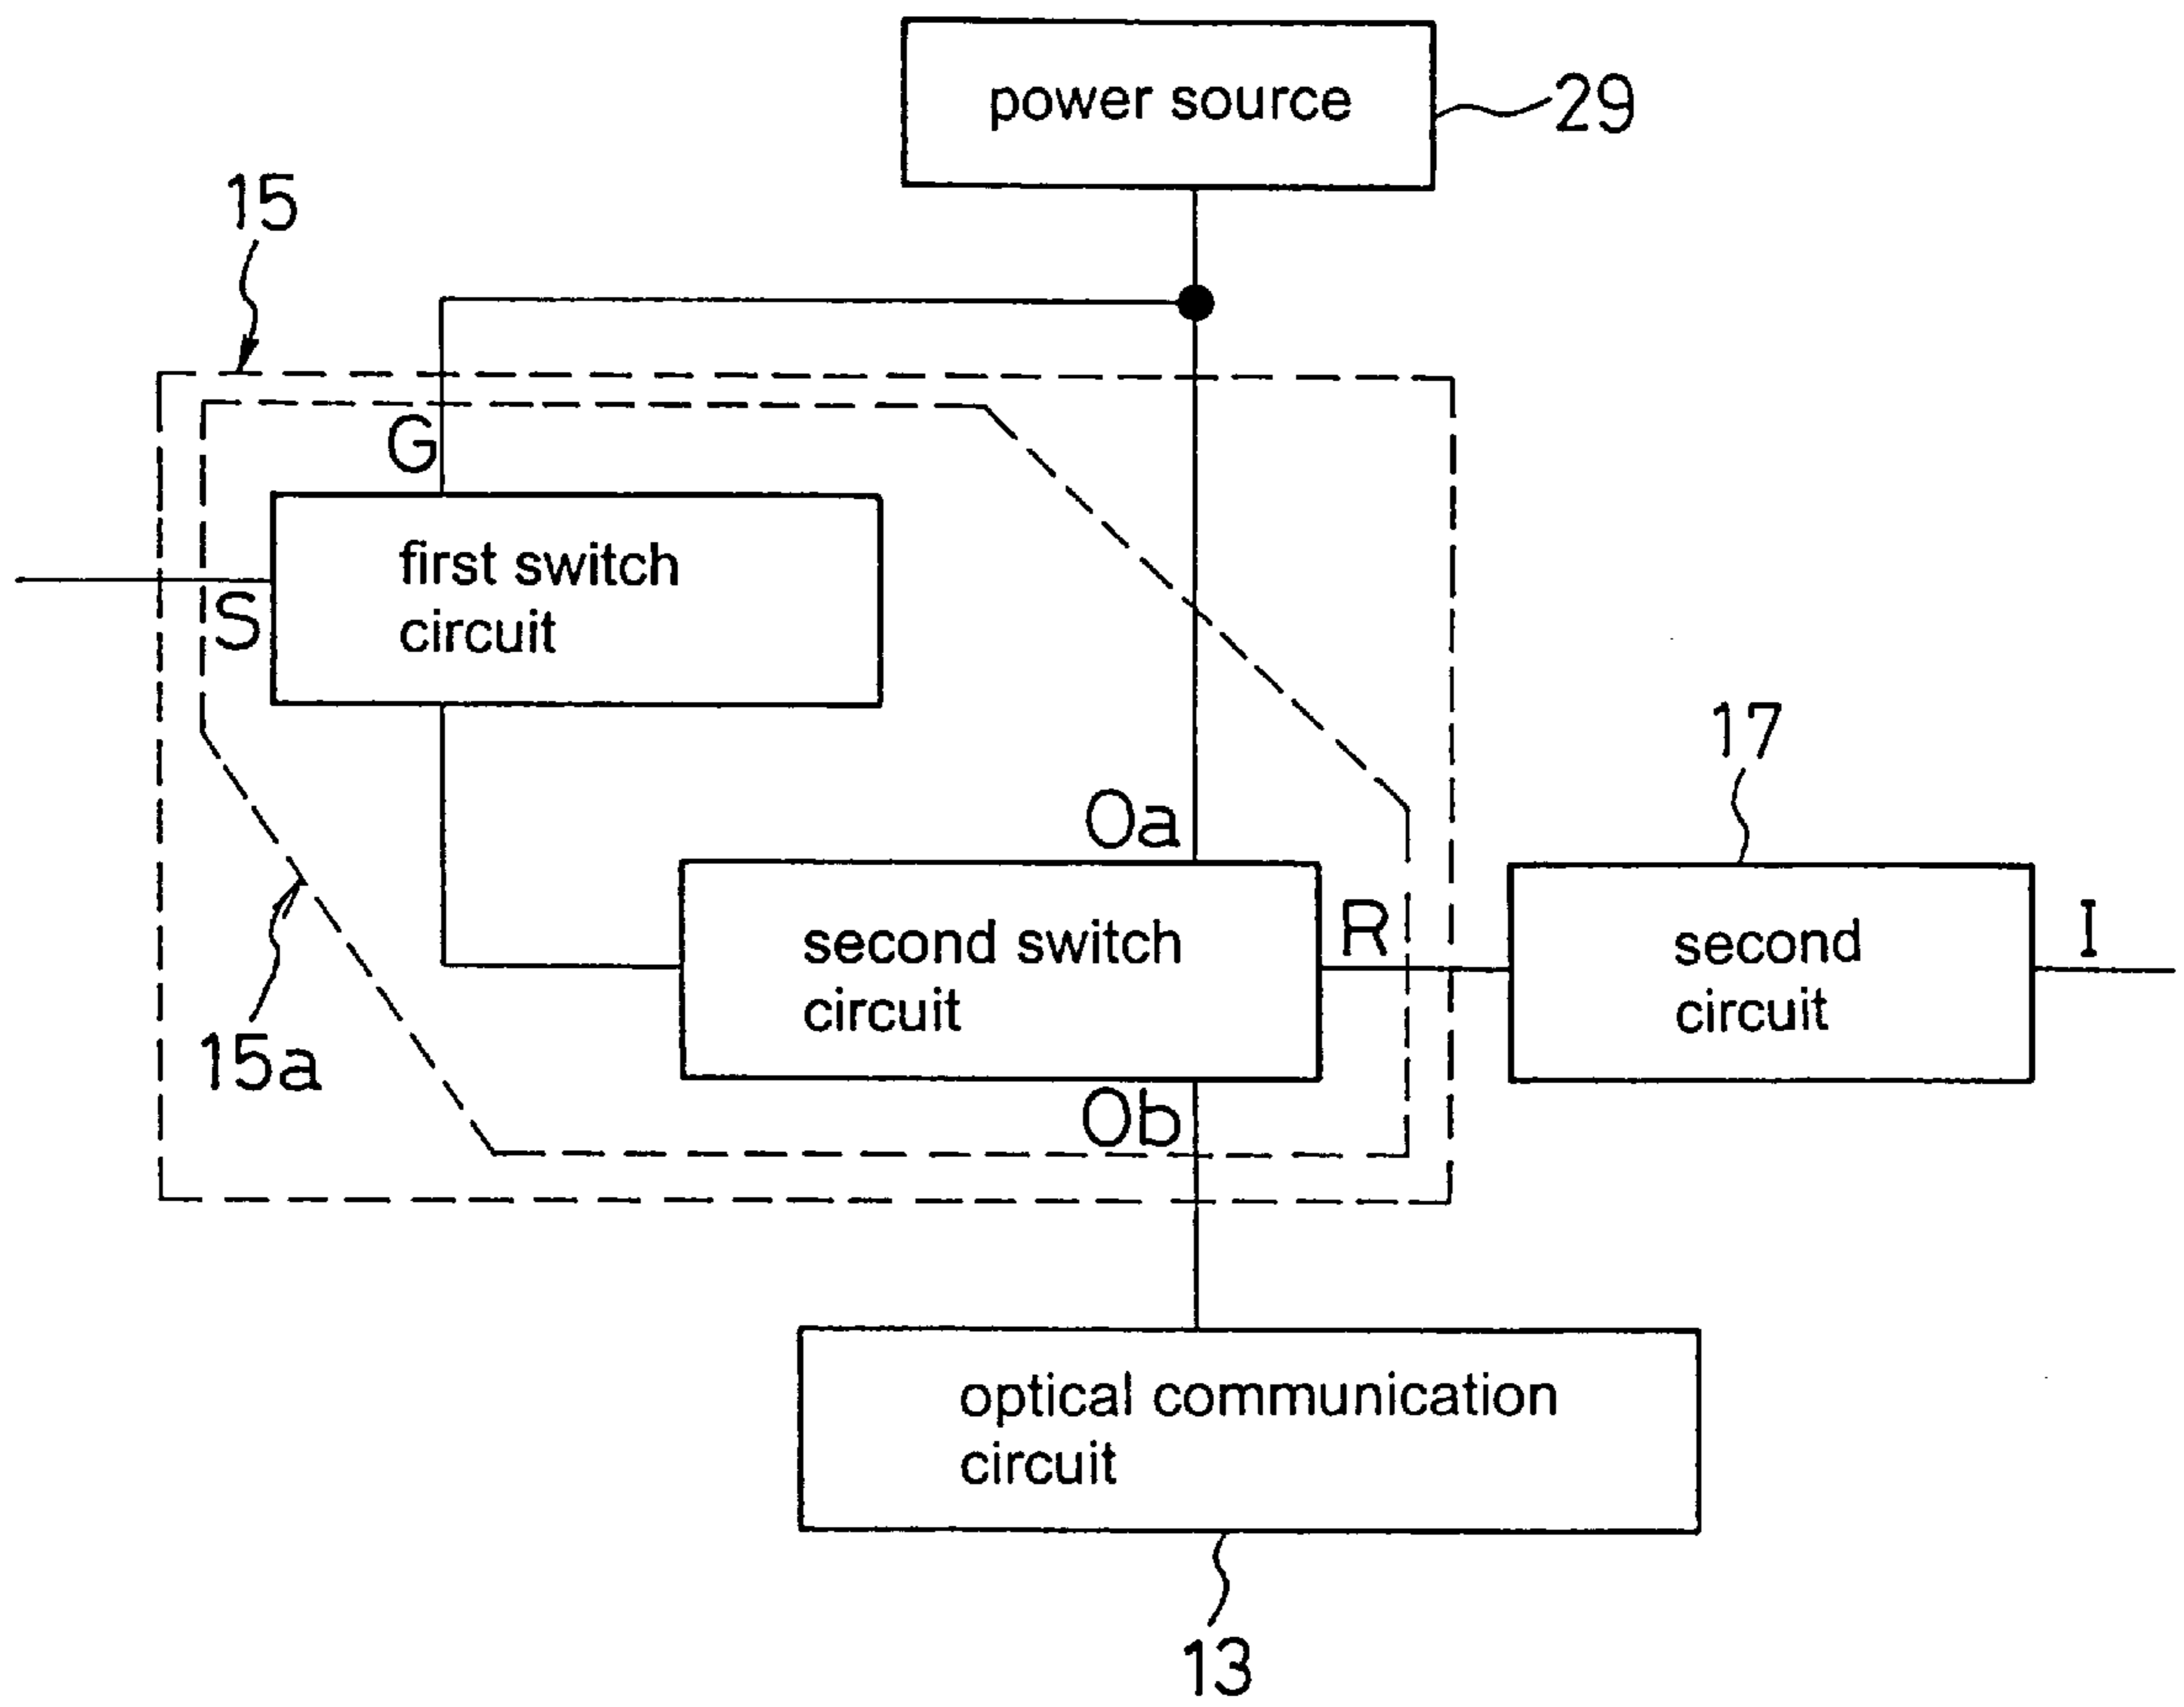 power source
29
15
G
first switch
circuit
S
17
Oa
second switch
circuit
R
second
circuit
I
15a
Ob
optical communication
circuit
13